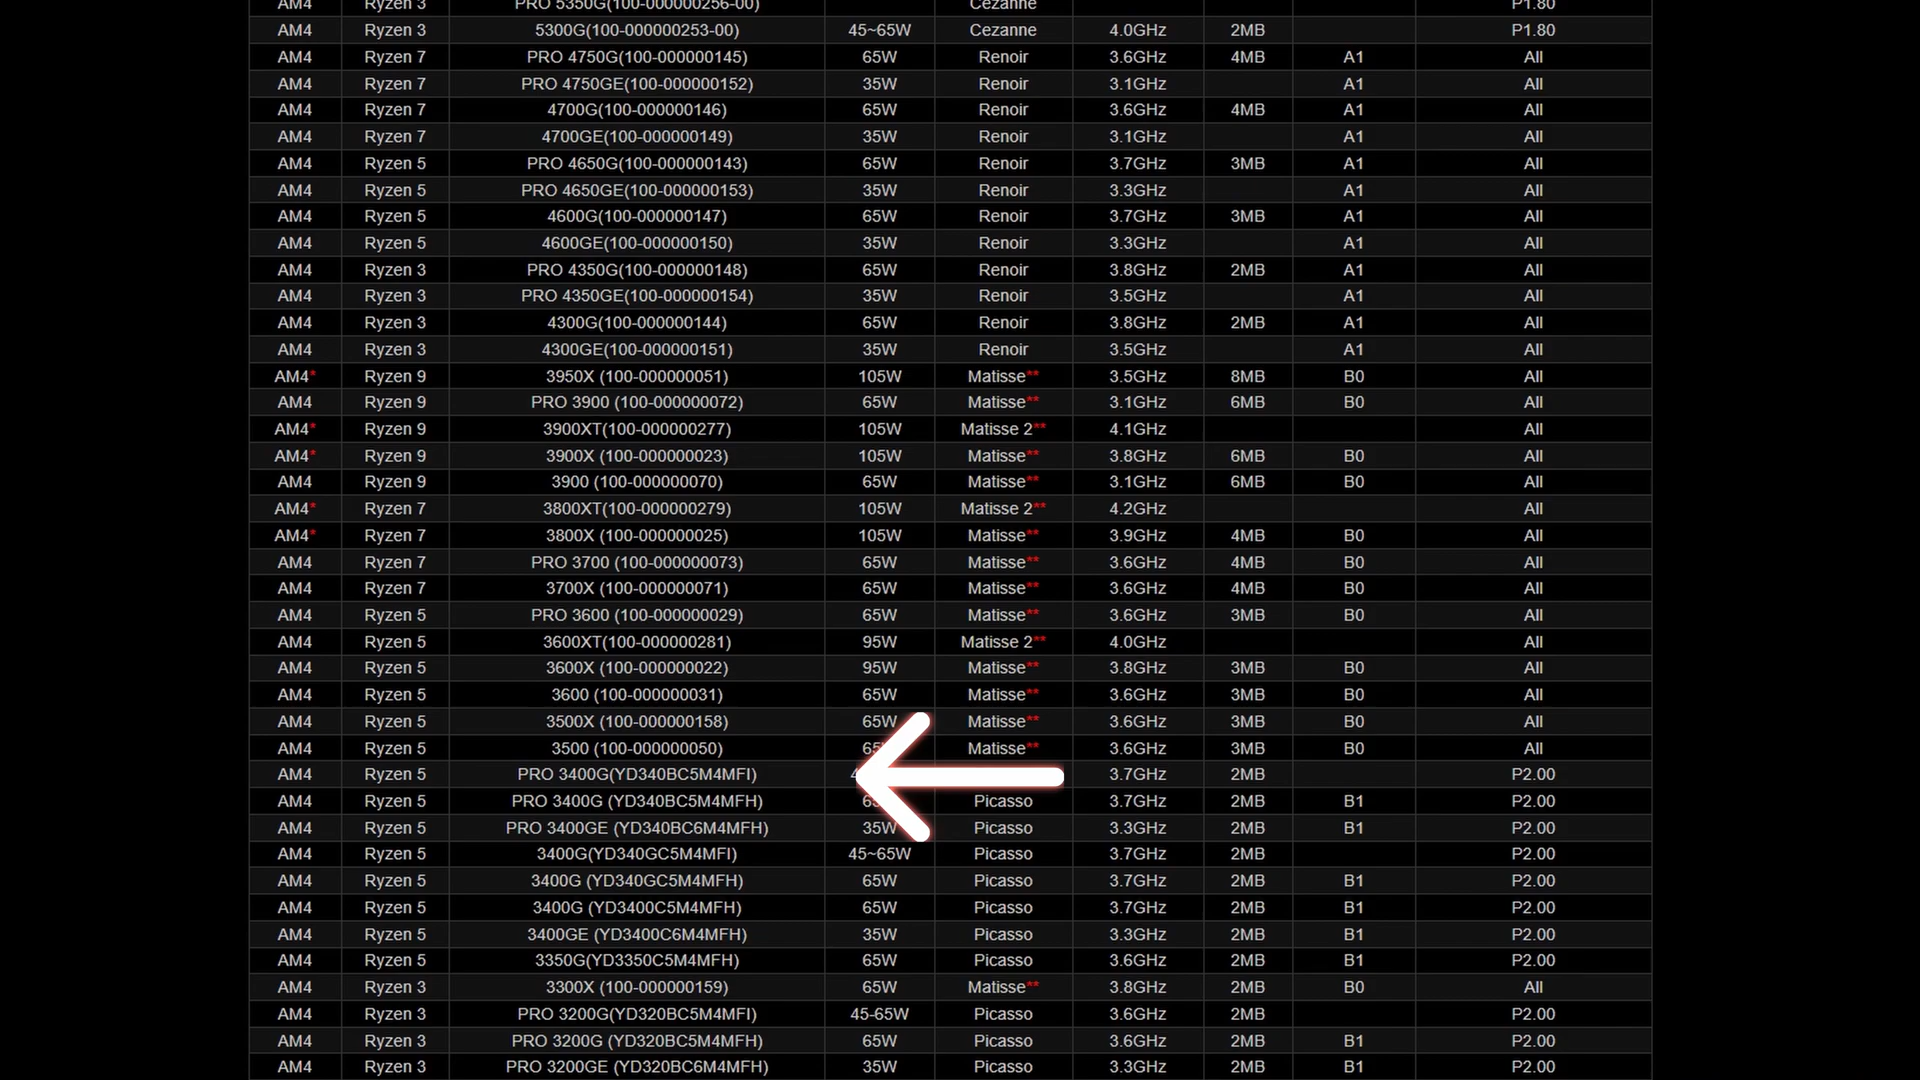 AM4 Ryzen 3 PRO 5350G(100-000000256-00) Cezanne P1.80
AM4 Ryzen 3 5300G(100-000000253-00) 45~65W Cezanne 4.0GHz 2MB P1.80
AM4 Ryzen 7 PRO 4750G(100-000000145) 65W Renoir 3.6GHz 4MB A1 All
AM4 Ryzen 7 PRO 4750GE(100-000000152) 35W Renoir 3.1GHz A1 All
AM4 Ryzen 7 4700G(100-000000146) 65W Renoir 3.6GHz 4MB A1 All
AM4 Ryzen 7 4700GE(100-000000149) 35W Renoir 3.1GHz A1 All
AM4 Ryzen 5 PRO 4650G(100-000000143) 65W Renoir 3.7GHz 3MB A1 All
AM4 Ryzen 5 PRO 4650GE(100-000000153) 35W Renoir 3.3GHz A1 All
AM4 Ryzen 5 4600G(100-000000147) 65W Renoir 3.7GHz 3MB A1 All
AM4 Ryzen 5 4600GE(100-000000150) 35W Renoir 3.3GHz A1 All
AM4 Ryzen 3 PRO 4350G(100-000000148) 65W Renoir 3.8GHz 2MB A1 All
AM4 Ryzen 3 PRO 4350GE(100-000000154) 35W Renoir 3.5GHz A1 All
AM4 Ryzen 3 4300G(100-000000144) 65W Renoir 3.8GHz 2MB A1 All
AM4 Ryzen 3 4300GE(100-000000151) 35W Renoir 3.5GHz A1 All
AM4* Ryzen 9 3950X (100-000000051) 105W Matisse** 3.5GHz 8MB B0 All
AM4 Ryzen 9 PRO 3900 (100-000000072) 65W Matisse** 3.1GHz 6MB B0 All
AM4* Ryzen 9 3900XT(100-000000277) 105W Matisse 2** 4.1GHz All
AM4* Ryzen 9 3900X (100-000000023) 105W Matisse** 3.8GHz 6MB B0 All
AM4 Ryzen 9 3900 (100-000000070) 65W Matisse** 3.1GHz 6MB B0 All
AM4* Ryzen 7 3800XT(100-000000279) 105W Matisse 2** 4.2GHz All
AM4* Ryzen 7 3800X (100-000000025) 105W Matisse** 3.9GHz 4MB B0 All
AM4 Ryzen 7 PRO 3700 (100-000000073) 65W Matisse** 3.6GHz 4MB B0 All
AM4 Ryzen 7 3700X (100-000000071) 65W Matisse** 3.6GHz 4MB B0 All
AM4 Ryzen 5 PRO 3600 (100-000000029) 65W Matisse** 3.6GHz 3MB B0 All
AM4 Ryzen 5 3600XT(100-000000281) 95W Matisse 2** 4.0GHz All
AM4 Ryzen 5 3600X (100-000000022) 95W Matisse** 3.8GHz 3MB B0 All
AM4 Ryzen 5 3600 (100-000000031) 65W Matisse** 3.6GHz 3MB B0 All
AM4 Ryzen 5 3500X (100-000000158) 65W Matisse** 3.6GHz 3MB B0 All
AM4 Ryzen 5 3500 (100-000000050) Matisse** 3.6GHz 3MB B0 All
AM4 Ryzen 5 PRO 3400G(YD340BC5M4MFI) 3.7GHz 2MB P2.00
AM4 Ryzen 5 PRO 3400G (YD340BC5M4MFH) Picasso 3.7GHz 2MB B1 P2.00
AM4 Ryzen 5 PRO 3400GE (YD340BC6M4MFH) 35W Picasso 3.3GHz 2MB B1 P2.00
AM4 Ryzen 5 3400G(YD340GC5M4MFI) 45~65W Picasso 3.7GHz 2MB P2.00
AM4 Ryzen 5 3400G (YD340GC5M4MFH) 65W Picasso 3.7GHz 2MB B1 P2.00
AM4 Ryzen 5 3400G (YD3400C5M4MFH) 65W Picasso 3.7GHz 2MB B1 P2.00
AM4 Ryzen 5 3400GE (YD3400C6M4MFH) 35W Picasso 3.3GHz 2MB B1 P2.00
AM4 Ryzen 5 3350G(YD3350C5M4MFH) 65W Picasso 3.6GHz 2MB B1 P2.00
AM4 Ryzen 3 3300X (100-000000159) 65W Matisse** 3.8GHz 2MB B0 All
AM4 Ryzen 3 PRO 3200G(YD320BC5M4MFI) 45-65W Picasso 3.6GHz 2MB P2.00
AM4 Ryzen 3 PRO 3200G (YD320BC5M4MFH) 65W Picasso 3.6GHz 2MB B1 P2.00
AM4 Ryzen 3 PRO 3200GE (YD320BC6M4MFH) 35W Picasso 3.3GHz 2MB B1 P2.00